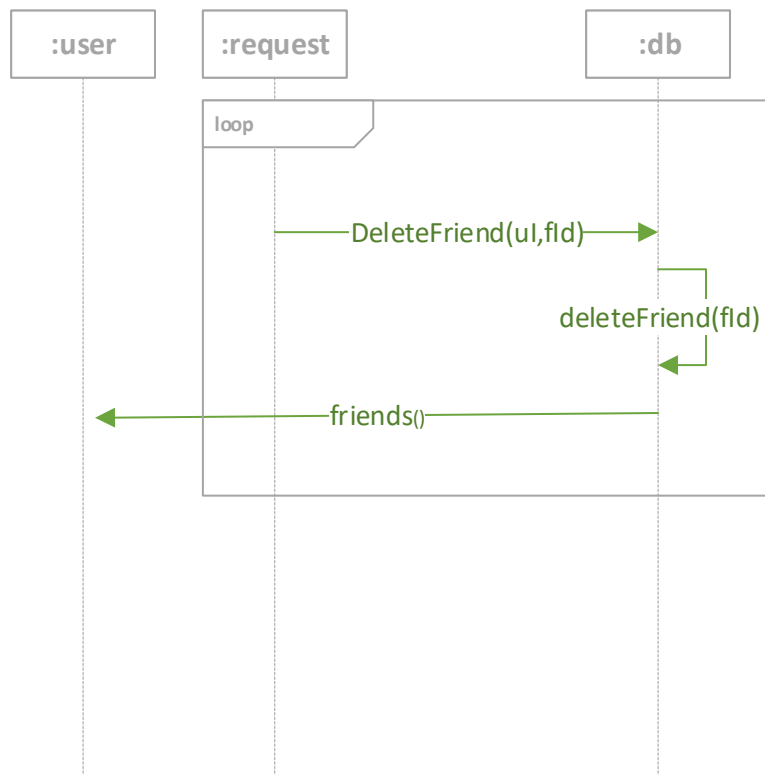 :user
:request
:db
loop
DeleteFriend(uI,fId)
deleteFriend(fId)
friends()